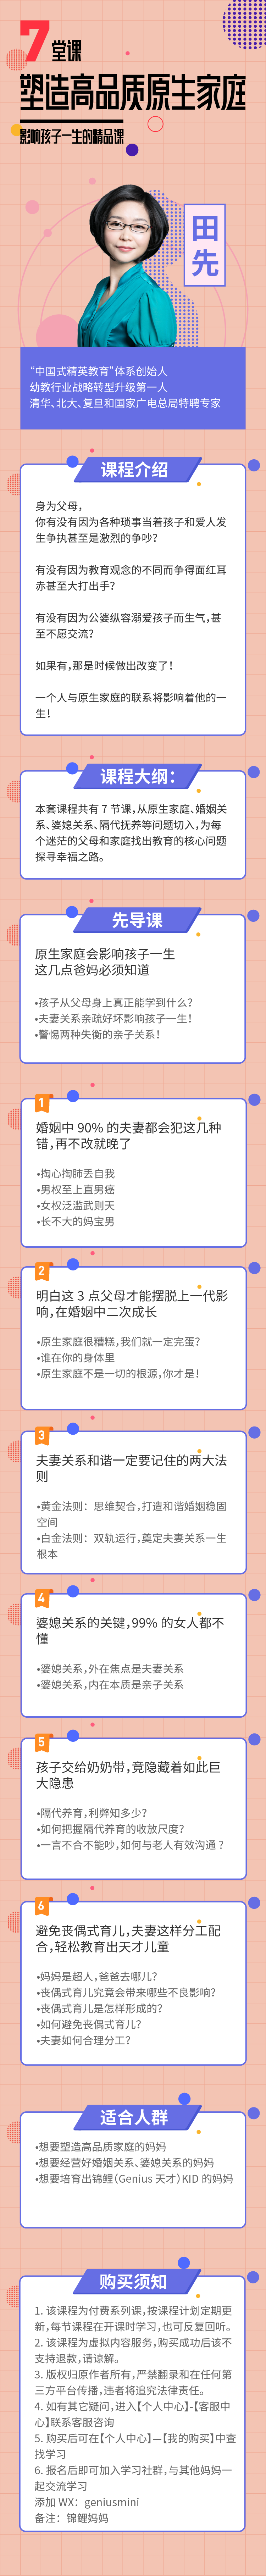 7堂课
塑造高品质原生家庭
影响孩子一生的精品课
田
先
“中国式精英教育”体系创始人
幼教行业战略转型升级第一人
清华、北大、复旦和国家广电总局特聘专家
课程介绍
身为父母，
你有没有因为各种琐事当着孩子和爱人发
生争执甚至是激烈的争吵？
有没有因为教育观念的不同而争得面红耳
赤甚至大打出手？
有没有因为公婆纵容溺爱孩子而生气，甚
至不愿交流？
如果有，那是时候做出改变了！
一个人与原生家庭的联系将影响着他的一
生！
课程大纲：
本套课程共有 7 节课，从原生家庭、婚姻关
系、婆媳关系、隔代抚养等问题切入，为每
个迷茫的父母和家庭找出教育的核心问题
探寻幸福之路。
先导课
原生家庭会影响孩子一生
这几点爸妈必须知道
•孩子从父母身上真正能学到什么？
•夫妻关系亲疏好坏影响孩子一生！
•警惕两种失衡的亲子关系！
1
婚姻中 90% 的夫妻都会犯这几种
错，再不改就晚了
•掏心掏肺丢自我
•男权至上直男癌
•女权泛滥武则天
•长不大的妈宝男
2
明白这 3 点父母才能摆脱上一代影
响，在婚姻中二次成长
•原生家庭很糟糕，我们就一定完蛋？
•谁在你的身体里
•原生家庭不是一切的根源，你才是！
3
夫妻关系和谐一定要记住的两大法
则
•黄金法则：思维契合，打造和谐婚姻稳固
空间
•白金法则：双轨运行，奠定夫妻关系一生
根本
4
婆媳关系的关键，99% 的女人都不
懂
•婆媳关系，外在焦点是夫妻关系
•婆媳关系，内在本质是亲子关系
5
孩子交给奶奶带，竟隐藏着如此巨
大隐患
•隔代养育，利弊知多少？
•如何把握隔代养育的收放尺度？
•一言不合不能吵，如何与老人有效沟通？
6
避免丧偶式育儿，夫妻这样分工配
合，轻松教育出天才儿童
•妈妈是超人，爸爸去哪儿？
•丧偶式育儿究竟会带来哪些不良影响？
•丧偶式育儿是怎样形成的？
•如何避免丧偶式育儿？
•夫妻如何合理分工？
适合人群
•想要塑造高品质家庭的妈妈
•想要经营好婚姻关系、婆媳关系的妈妈
•想要培育出锦鲤（Genius 天才）KID 的妈妈
购买须知
1. 该课程为付费系列课，按课程计划定期更
新，每节课程在开课时学习，也可反复回听。
2. 该课程为虚拟内容服务，购买成功后该不
支持退款，请谅解。
3. 版权归原作者所有，严禁翻录和在任何第
三方平台传播，违者将追究法律责任。
4. 如有其它疑问，进入【个人中心】-【客服中
心】联系客服咨询
5. 购买后可在【个人中心】—【我的购买】中查
找学习
6. 报名后即可加入学习社群，与其他妈妈一
起交流学习
添加 WX：geniusmini
备注：锦鲤妈妈